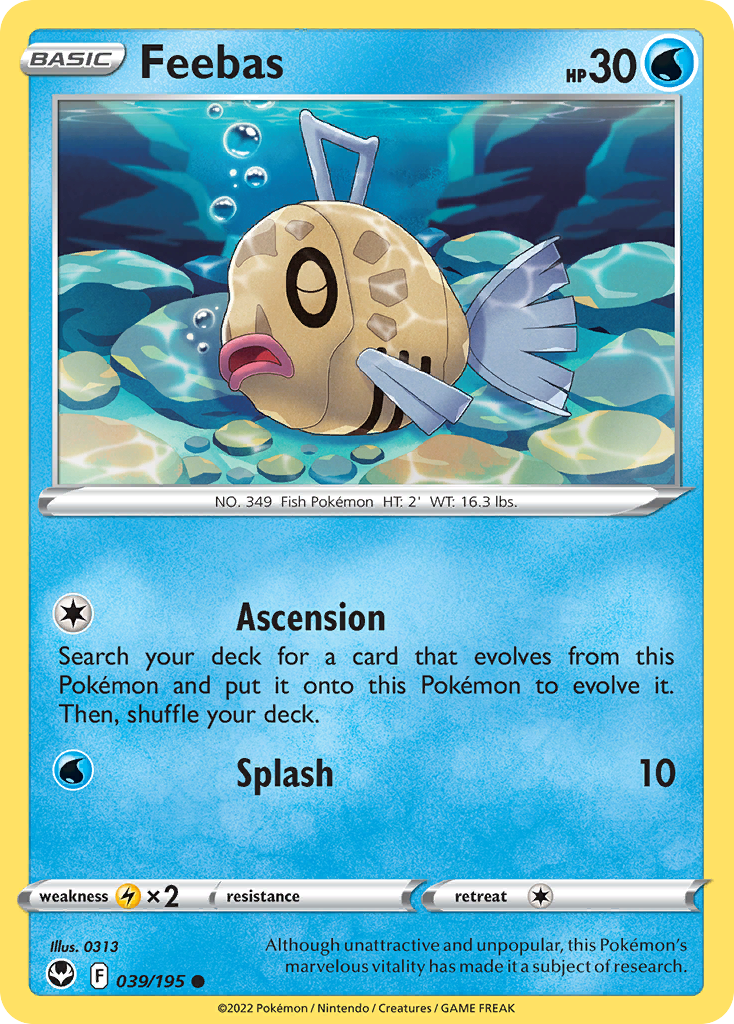 BASIC
Feebas
HP 30
NO. 349 Fish Pokémon HT: 2' WT: 16.3 lbs.
Ascension
Search your deck for a card that evolves from this
Pokémon and put it onto this Pokémon to evolve it.
Then, shuffle your deck.
Splash 10
weakness ×2 resistance retreat
Illus. 0313
Although unattractive and unpopular, this Pokémon's
marvelous vitality has made it a subject of research.
F 039/195
©2022 Pokémon / Nintendo / Creatures / GAME FREAK